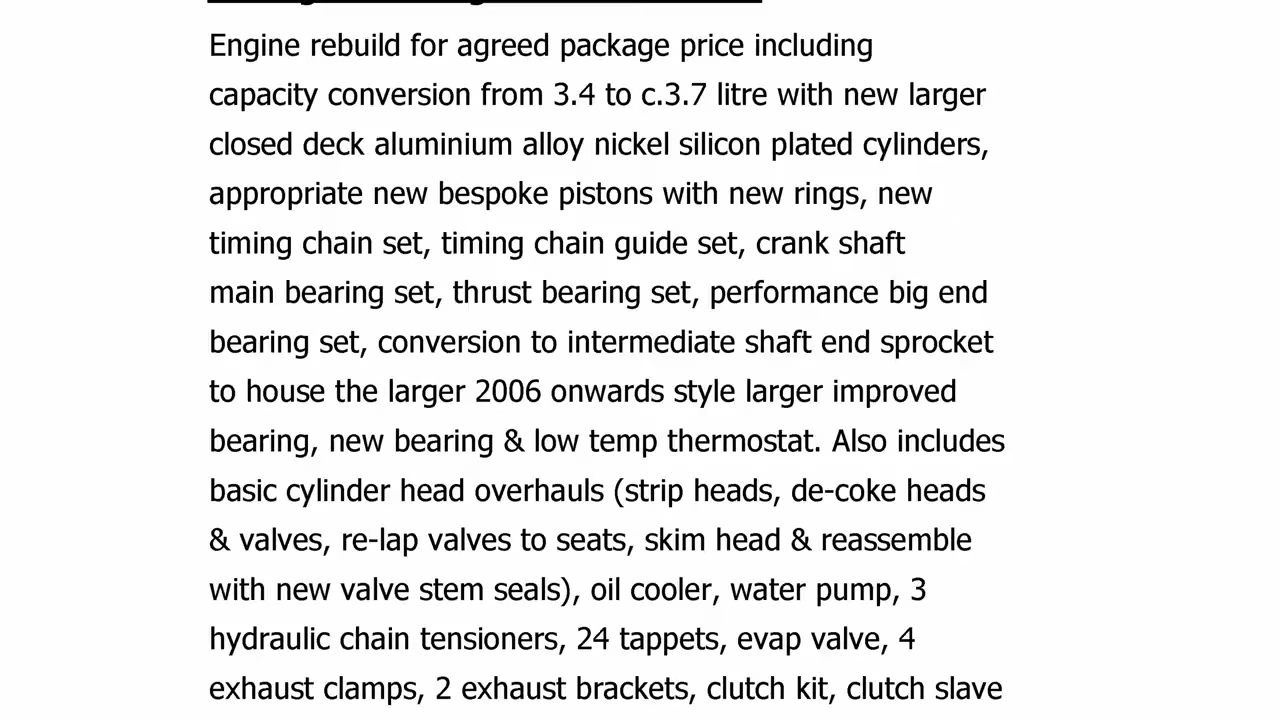 Engine rebuild for agreed package price including
capacity conversion from 3.4 to c.3.7 litre with new larger
closed deck aluminium alloy nickel silicon plated cylinders,
appropriate new bespoke pistons with new rings, new
timing chain set, timing chain guide set, crank shaft
main bearing set, thrust bearing set, performance big end
bearing set, conversion to intermediate shaft end sprocket
to house the larger 2006 onwards style larger improved
bearing, new bearing & low temp thermostat. Also includes
basic cylinder head overhauls (strip heads, de-coke heads
& valves, re-lap valves to seats, skim head & reassemble
with new valve stem seals), oil cooler, water pump, 3
hydraulic chain tensioners, 24 tappets, evap valve, 4
exhaust clamps, 2 exhaust brackets, clutch kit, clutch slave